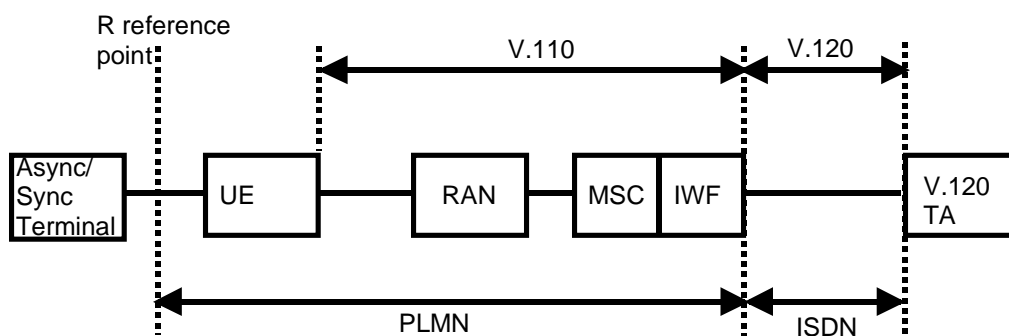 R reference
point
V.110
V.120
Async/
Sync
Terminal
UE
RAN
MSC
IWF
V.120
TA
PLMN
ISDN